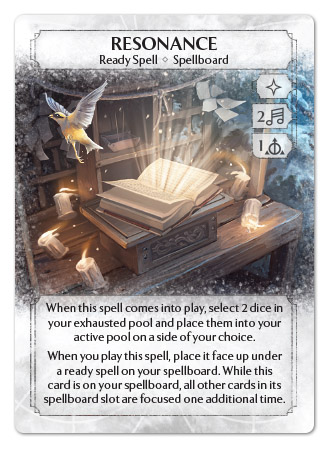 RESONANCE
Ready Spell ⬦ Spellboard
2
1
When this spell comes into play, select 2 dice in
your exhausted pool and place them into your
active pool on a side of your choice.
When you play this spell, place it face up under
a ready spell on your spellboard. While this
card is on your spellboard, all other cards in its
spellboard slot are focused one additional time.